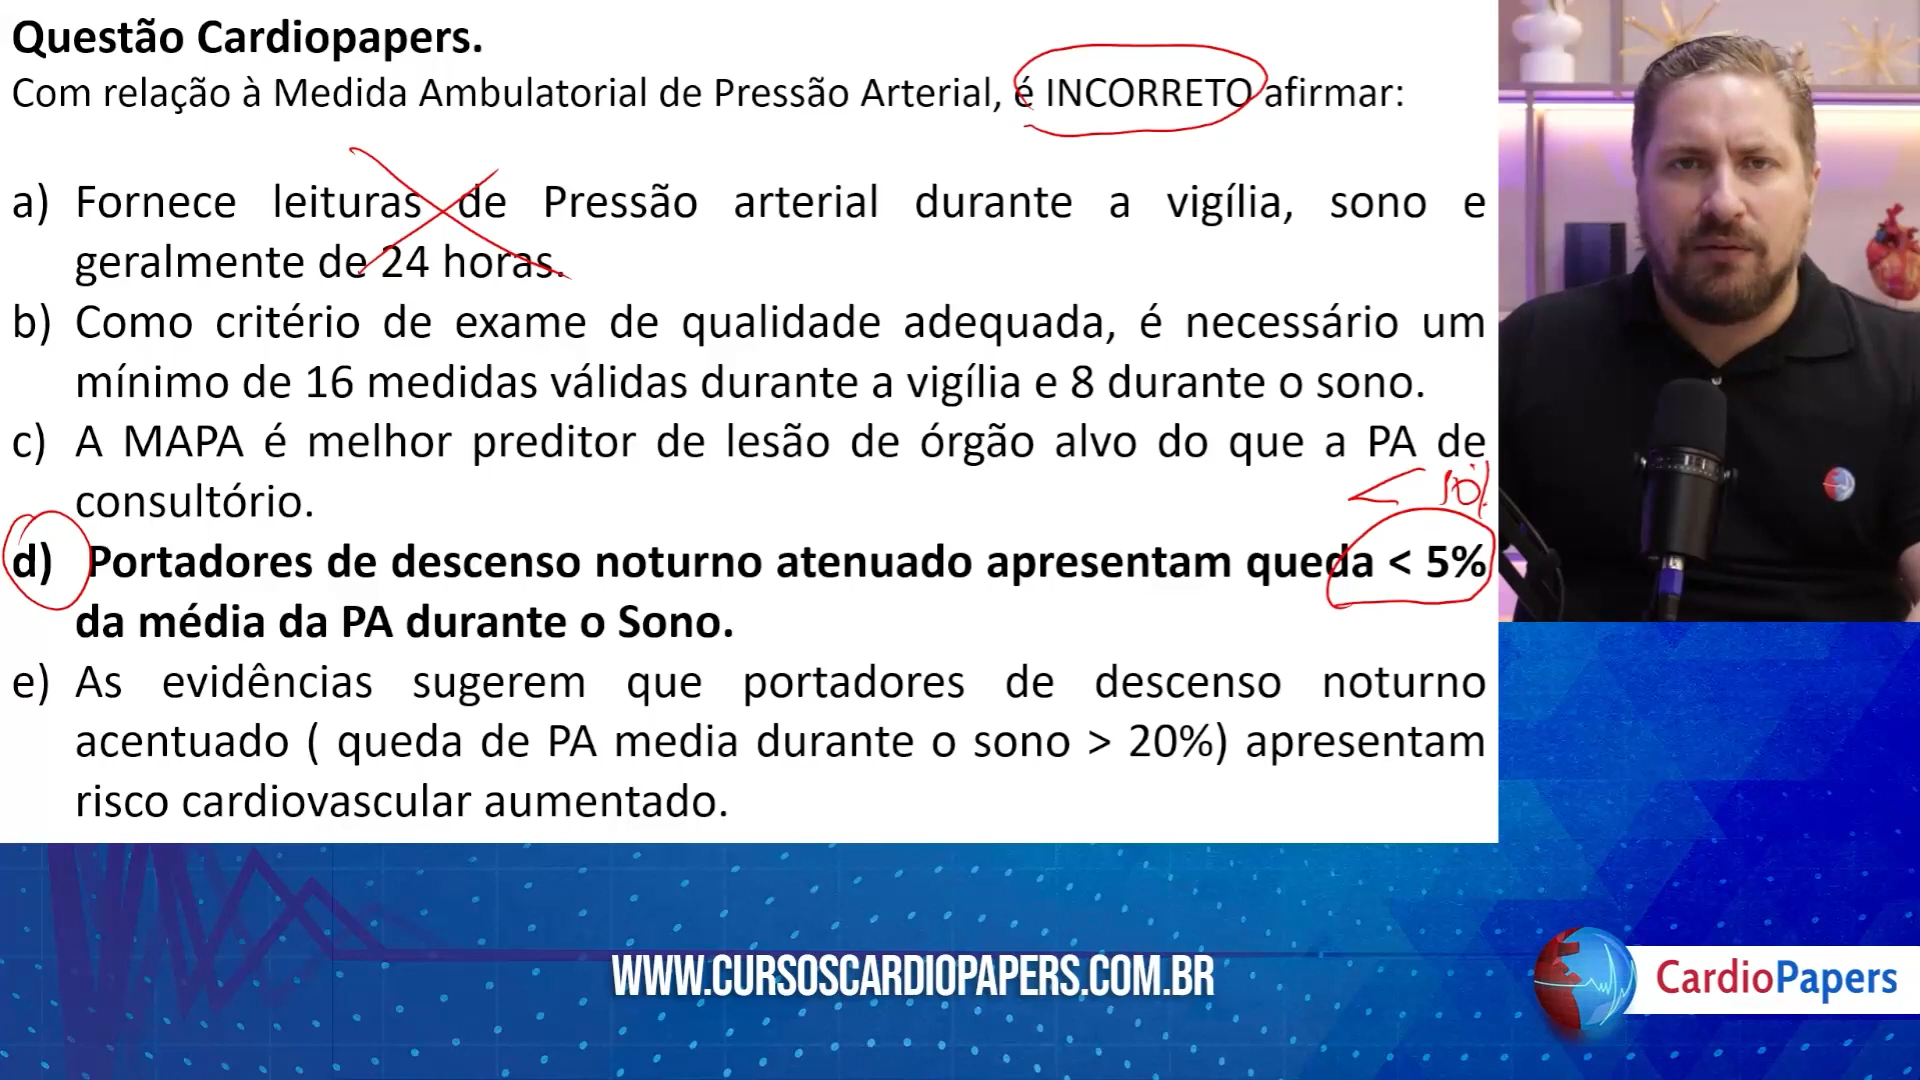 Questão Cardiopapers.
Com relação à Medida Ambulatorial de Pressão Arterial, é INCORRETO afirmar:
a) Fornece leituras de Pressão arterial durante a vigília, sono e
geralmente de 24 horas.
b) Como critério de exame de qualidade adequada, é necessário um
mínimo de 16 medidas válidas durante a vigília e 8 durante o sono.
c) A MAPA é melhor preditor de lesão de órgão alvo do que a PA de
consultório.
< 10%
d) Portadores de descenso noturno atenuado apresentam queda < 5%
da média da PA durante o Sono.
e) As evidências sugerem que portadores de descenso noturno
acentuado ( queda de PA media durante o sono > 20%) apresentam
risco cardiovascular aumentado.
WWW.CURSOSCARDIOPAPERS.COM.BR
CardioPapers